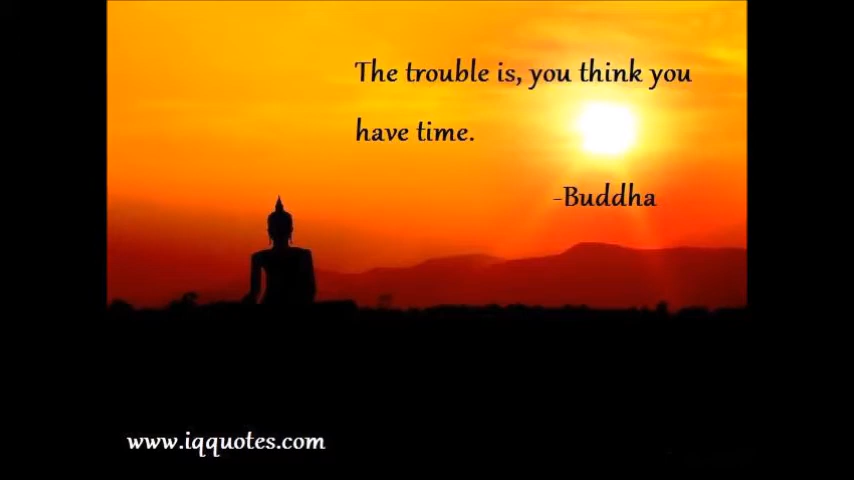 The trouble is, you think you
have time.
-Buddha
www.iqquotes.com